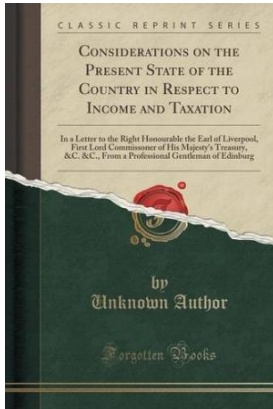 CLASSIC REPRINT SERIES
CONSIDERATIONS ON THE
PRESENT STATE OF THE
COUNTRY IN RESPECT TO
INCOME AND TAXATION
In a Letter to the Right Honourable the Earl of Liverpool,
First Lord Commissoner of His Majesty's Treasury,
&C. &C., From a Professional Gentleman of Edinburg
by
Unknown Author
Forgotten Books